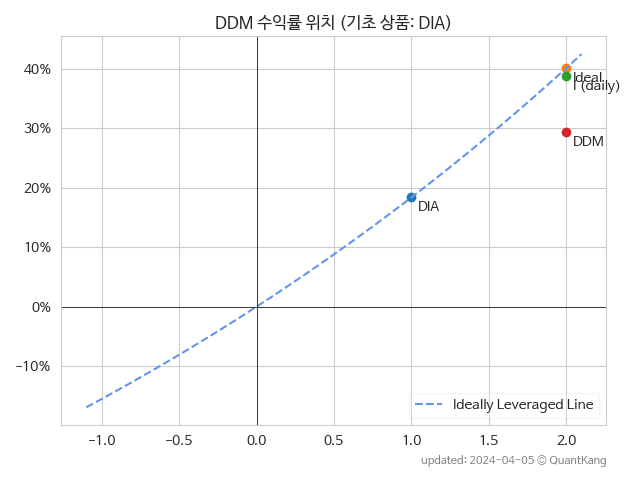 DDM 수익률 위치 (기초 상품: DIA)
40%
30%
20%
10%
0%
−10%
Ideal
I (daily)
DDM
DIA
Ideally Leveraged Line
−1.0 −0.5 0.0 0.5 1.0 1.5 2.0
updated: 2024-04-05 © QuantKang